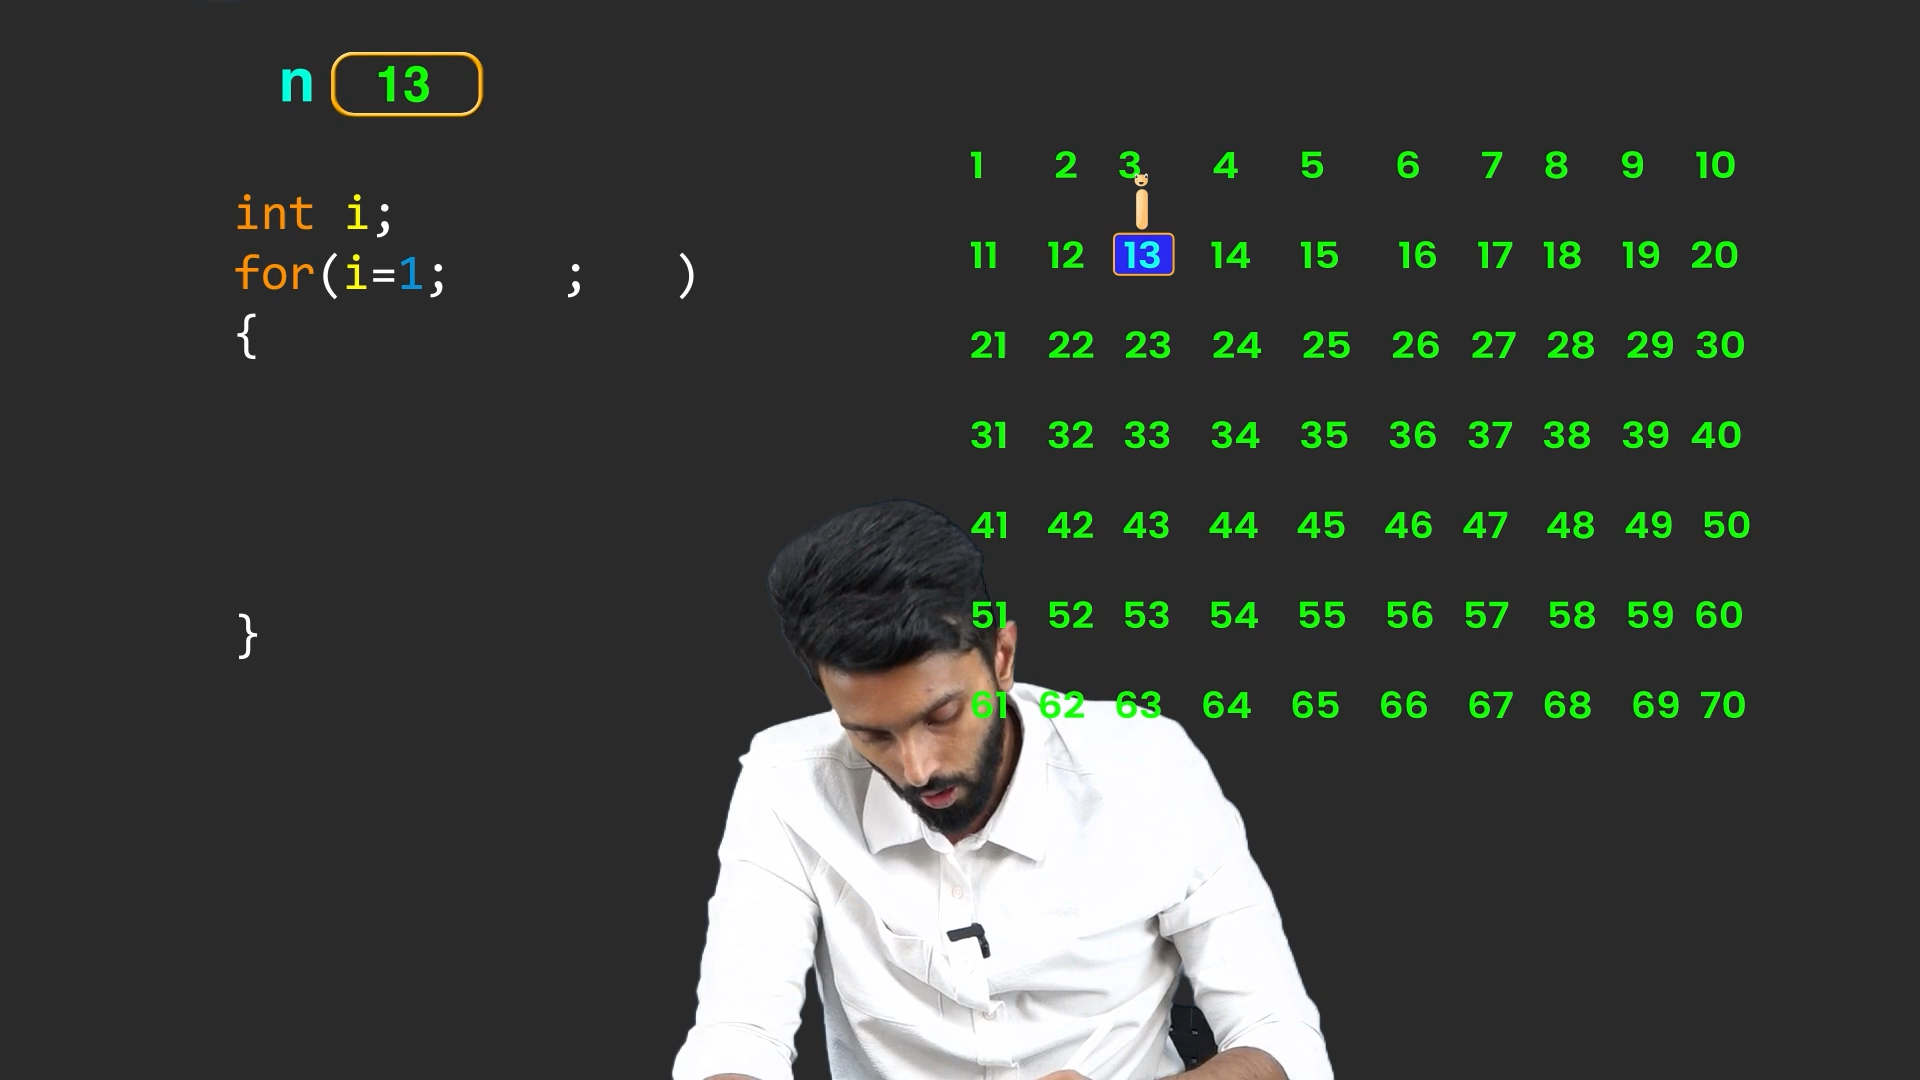 n 13
int i;
for(i=1; ; )
{
}
1 2 3 4 5 6 7 8 9 10
11 12 13 14 15 16 17 18 19 20
21 22 23 24 25 26 27 28 29 30
31 32 33 34 35 36 37 38 39 40
41 42 43 44 45 46 47 48 49 50
51 52 53 54 55 56 57 58 59 60
61 62 63 64 65 66 67 68 69 70